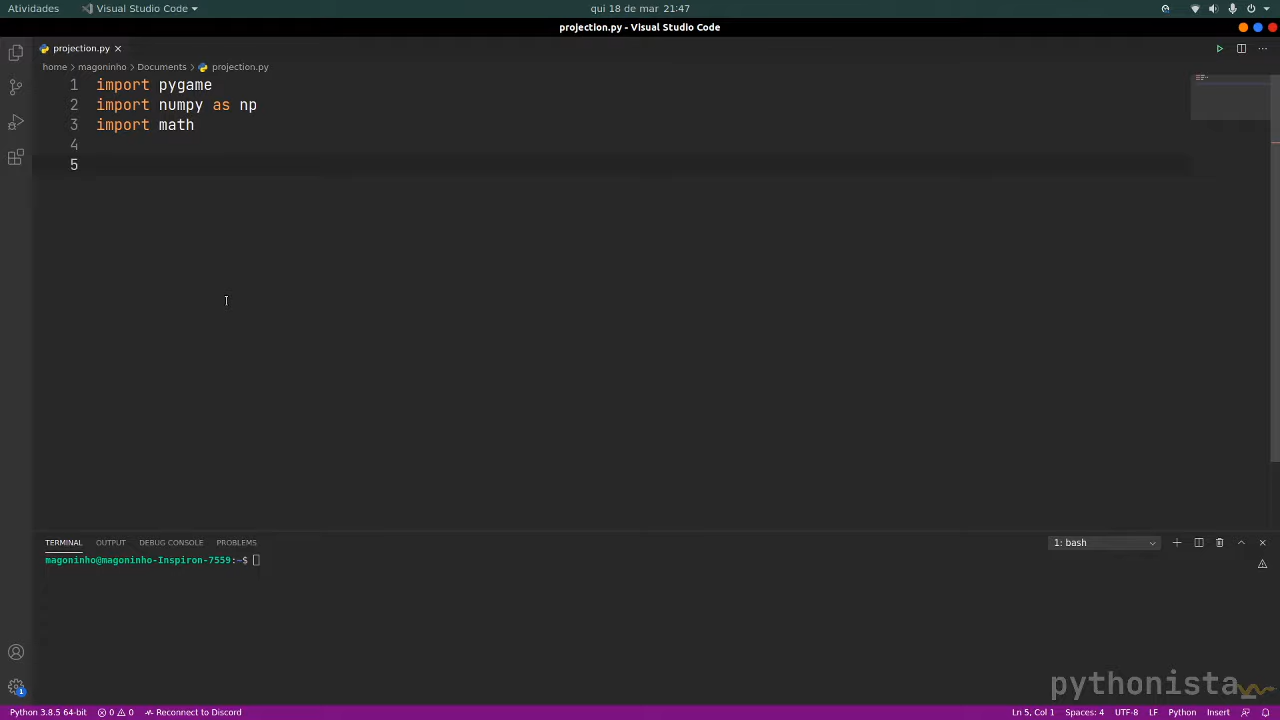 Atividades Visual Studio Code qui 18 de mar 21:47
projection.py - Visual Studio Code
projection.py
home > magoninho > Documents > projection.py
1 import pygame
2 import numpy as np
3 import math
4
5
TERMINAL OUTPUT DEBUG CONSOLE PROBLEMS 1: bash
magoninho@magoninho-Inspiron-7559:~$
pythonista
1
Python 3.8.5 64-bit 0 0 Reconnect to Discord Ln 5, Col 1 Spaces: 4 UTF-8 LF Python Insert